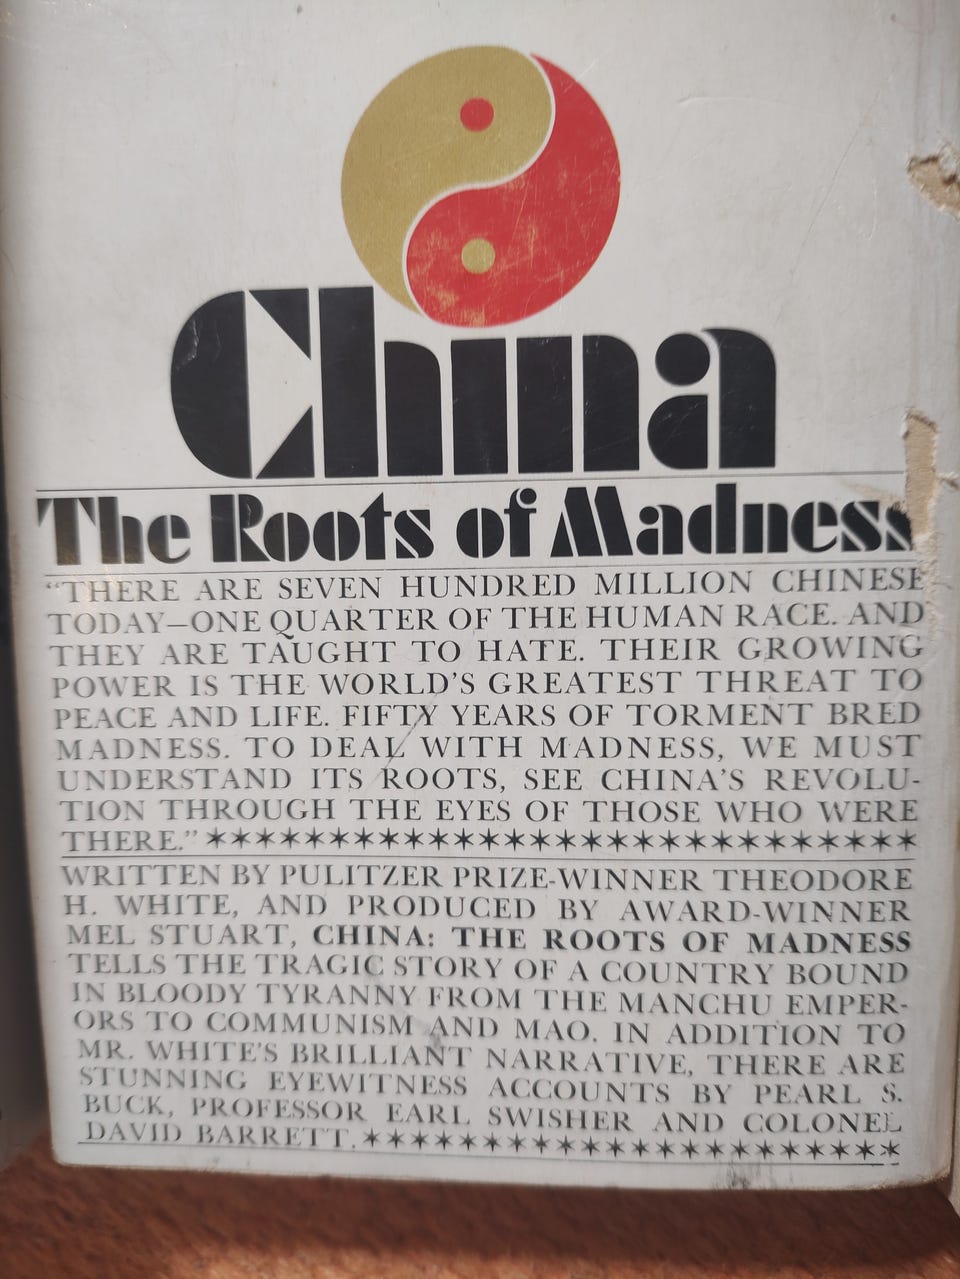 China
The Roots of Madness
“THERE ARE SEVEN HUNDRED MILLION CHINESE
TODAY—ONE QUARTER OF THE HUMAN RACE. AND
THEY ARE TAUGHT TO HATE. THEIR GROWING
POWER IS THE WORLD’S GREATEST THREAT TO
PEACE AND LIFE. FIFTY YEARS OF TORMENT BRED
MADNESS. TO DEAL WITH MADNESS, WE MUST
UNDERSTAND ITS ROOTS, SEE CHINA’S REVOLU-
TION THROUGH THE EYES OF THOSE WHO WERE
THERE.”
WRITTEN BY PULITZER PRIZE-WINNER THEODORE
H. WHITE, AND PRODUCED BY AWARD-WINNER
MEL STUART, CHINA: THE ROOTS OF MADNESS
TELLS THE TRAGIC STORY OF A COUNTRY BOUND
IN BLOODY TYRANNY FROM THE MANCHU EMPER-
ORS TO COMMUNISM AND MAO. IN ADDITION TO
MR. WHITE’S BRILLIANT NARRATIVE, THERE ARE
STUNNING EYEWITNESS ACCOUNTS BY PEARL S.
BUCK, PROFESSOR EARL SWISHER AND COLONEL
DAVID BARRETT.